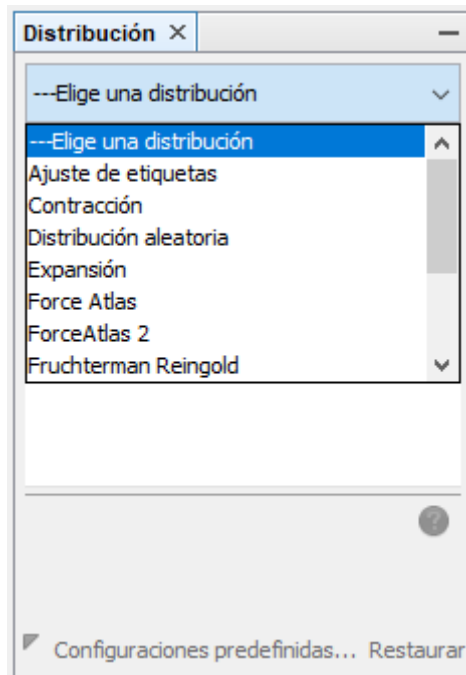 Distribución
---Elige una distribución
---Elige una distribución
Ajuste de etiquetas
Contracción
Distribución aleatoria
Expansión
Force Atlas
ForceAtlas 2
Fruchterman Reingold
?
Configuraciones predefinidas... Restaurar